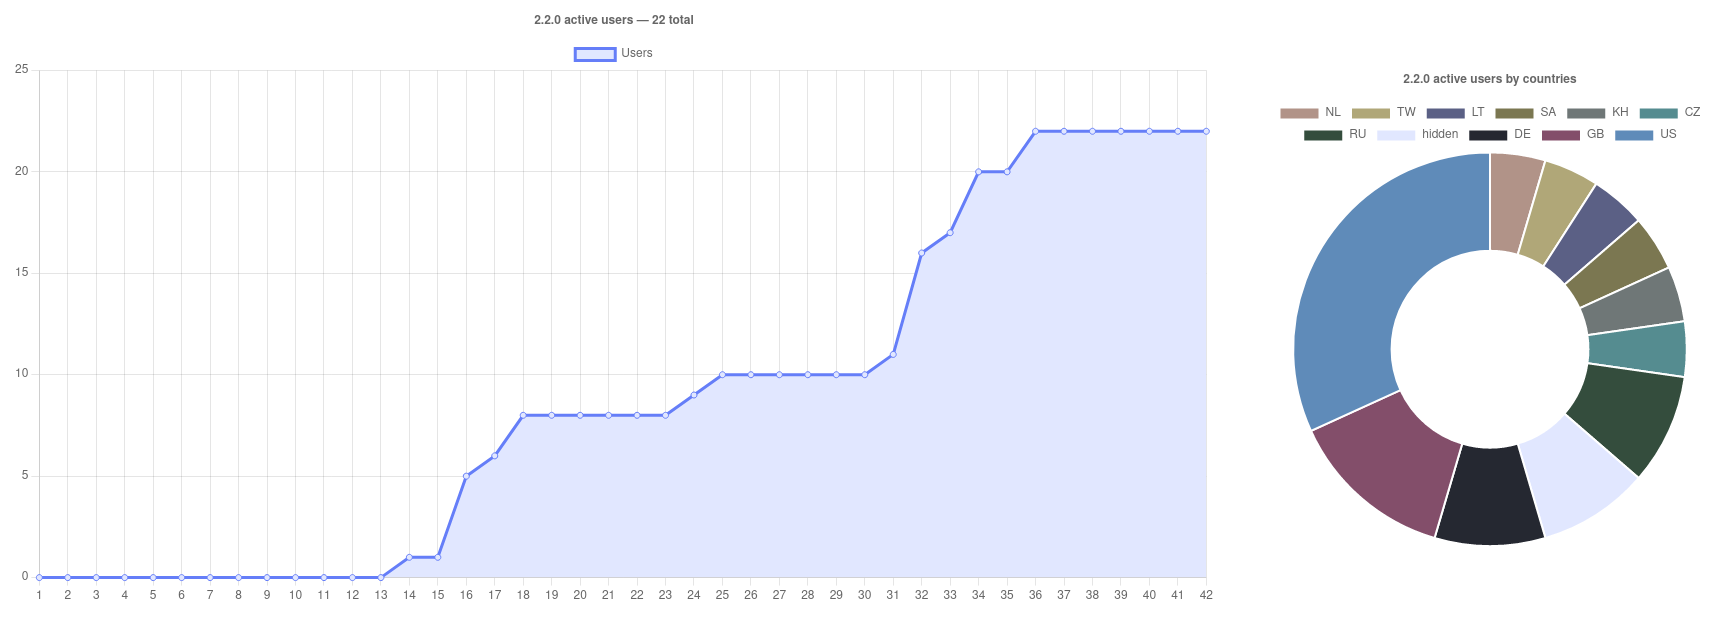 2.2.0 active users — 22 total
Users
25
20
15
10
5
0
1 2 3 4 5 6 7 8 9 10 11 12 13 14 15 16 17 18 19 20 21 22 23 24 25 26 27 28 29 30 31 32 33 34 35 36 37 38 39 40 41 42
2.2.0 active users by countries
NL TW LT SA KH CZ
RU hidden DE GB US